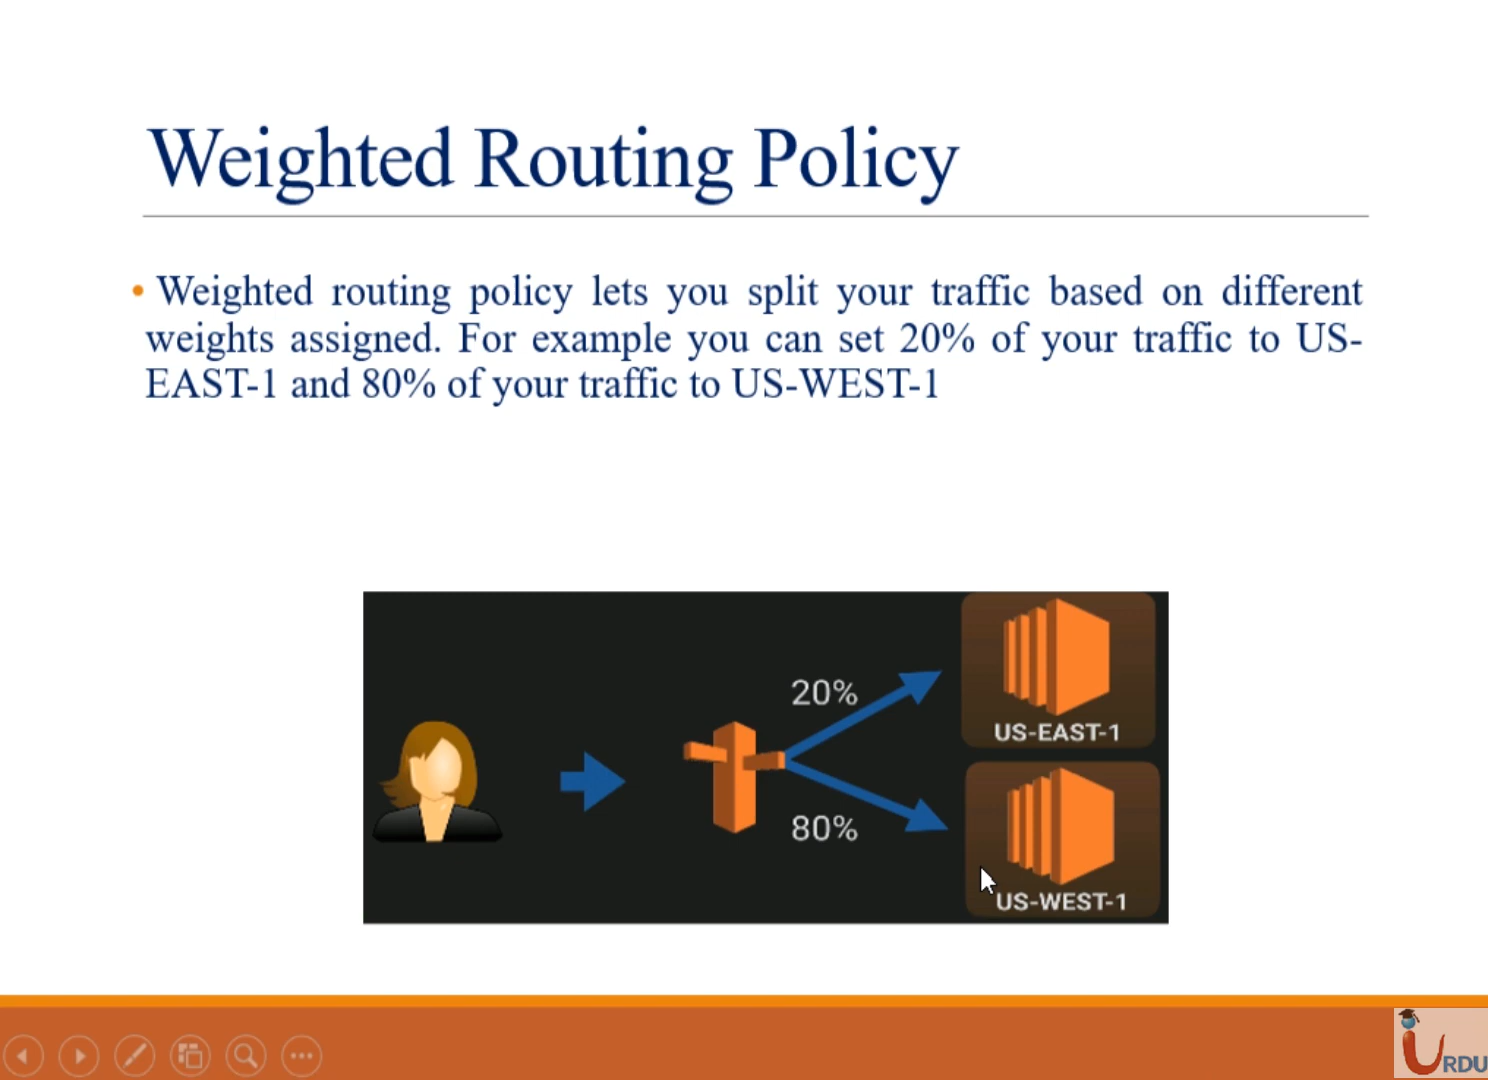 Weighted Routing Policy
• Weighted routing policy lets you split your traffic based on different
weights assigned. For example you can set 20% of your traffic to US-
EAST-1 and 80% of your traffic to US-WEST-1
20%
US-EAST-1
80%
US-WEST-1
iURDU